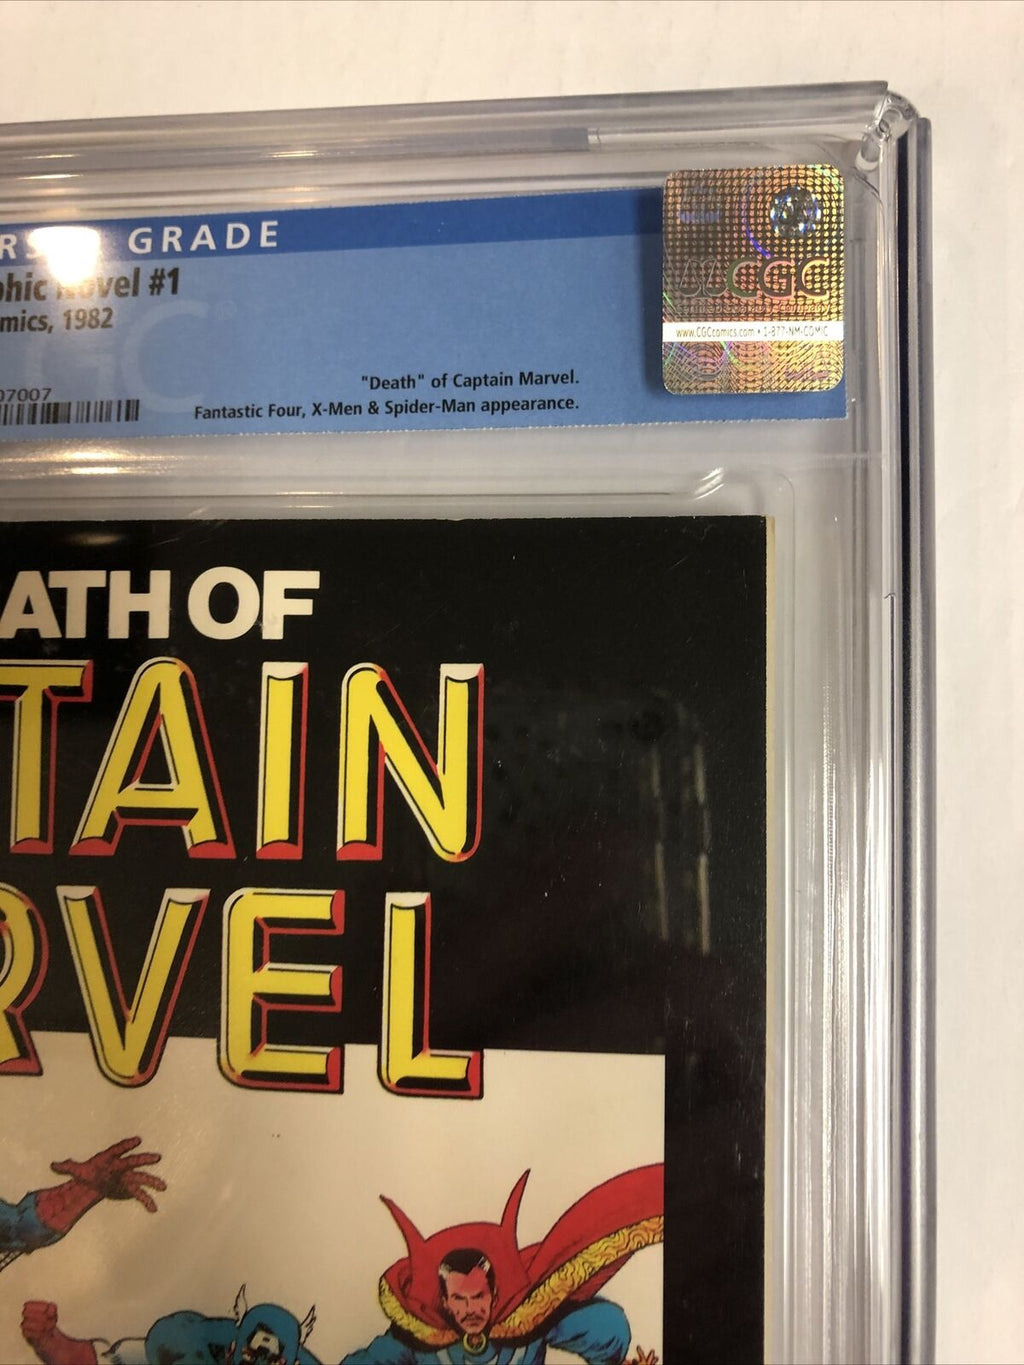 GRADE
phic Novel #1
mics, 1982
07007
"Death" of Captain Marvel.
Fantastic Four, X-Men & Spider-Man appearance.
CGC
www.CGCcomics.com • 1-877-NM-COMIC
ATH OF
TAIN
RVEL